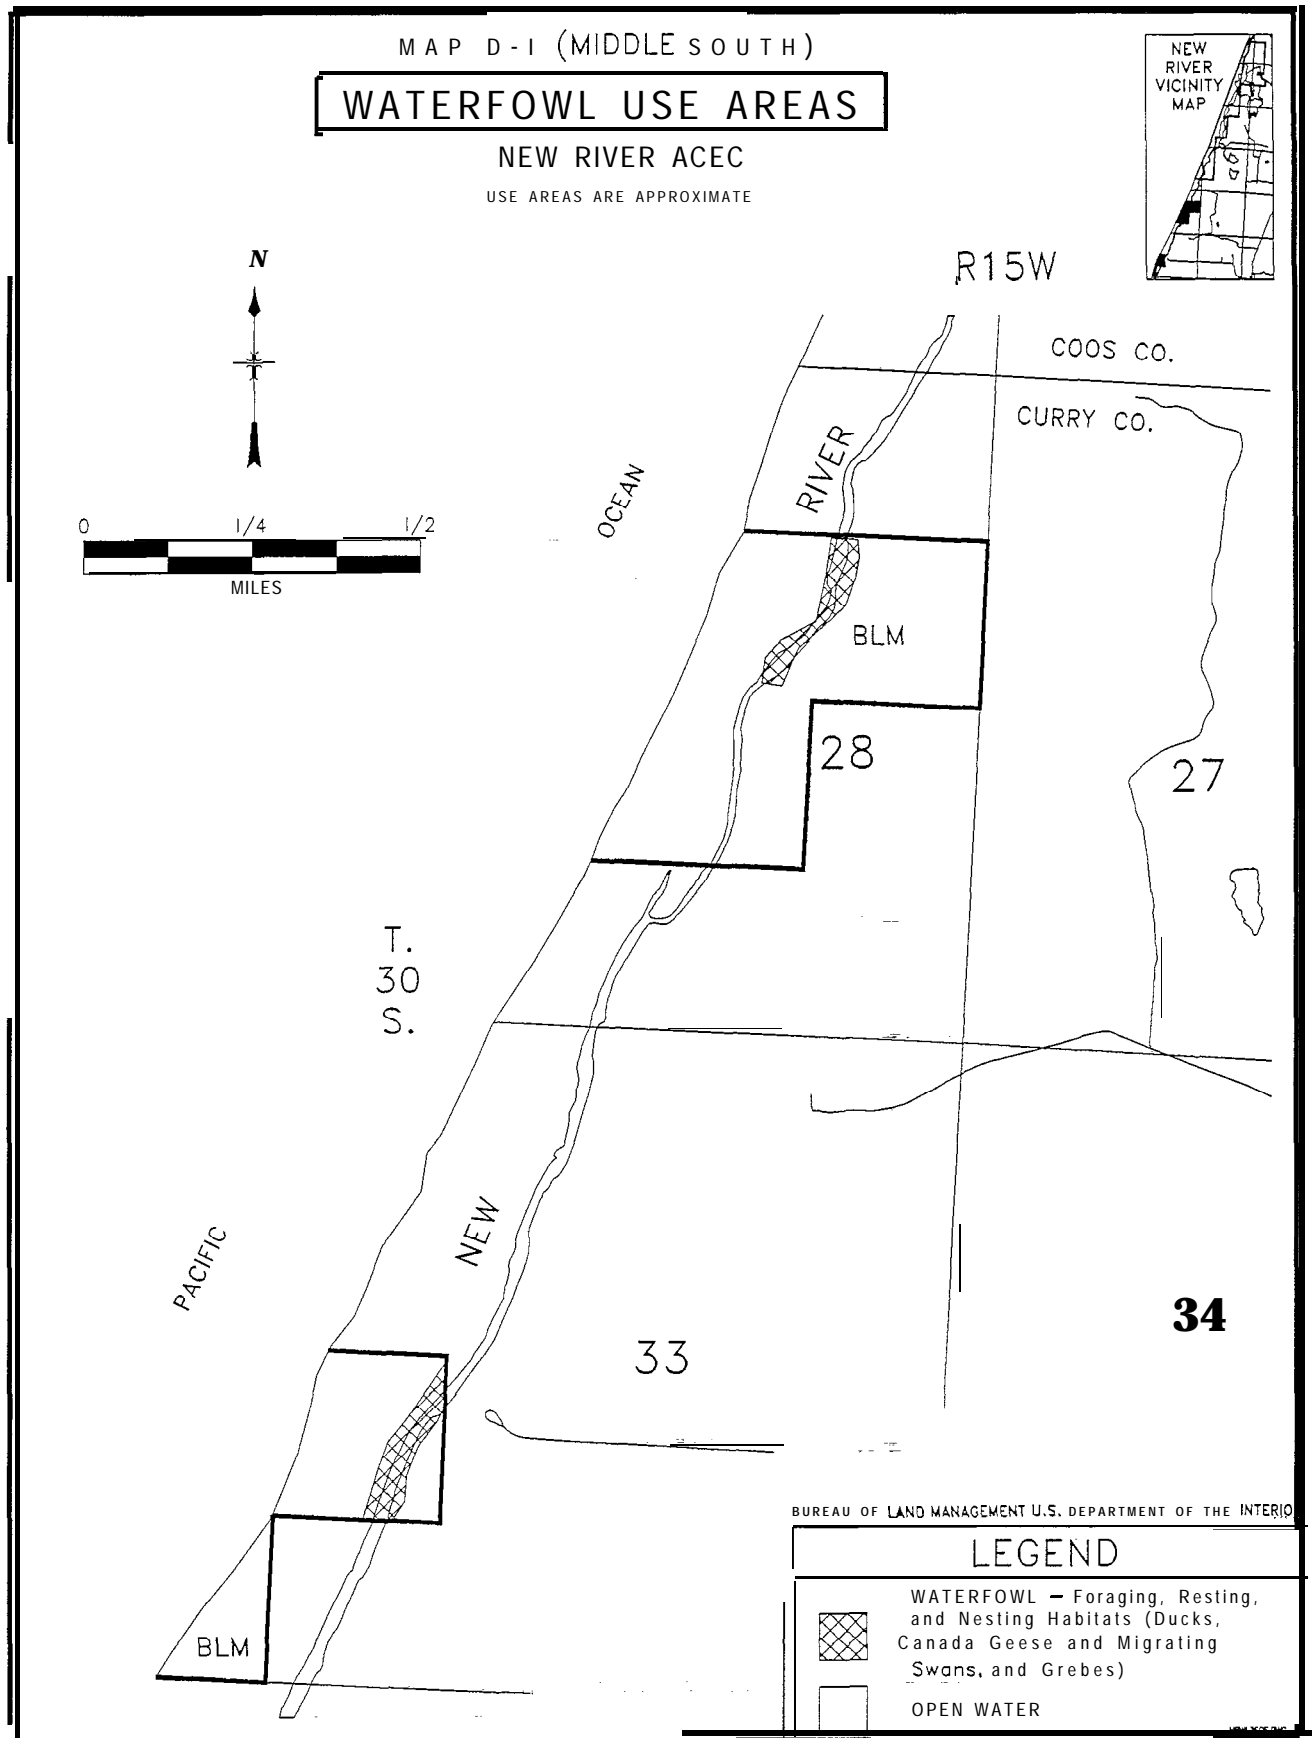 MAP D-1 (MIDDLE SOUTH)
WATERFOWL USE AREAS
NEW RIVER ACEC
USE AREAS ARE APPROXIMATE
NEW
RIVER
VICINITY
MAP
N
R15W
COOS CO.
CURRY CO.
RIVER
OCEAN
0 1/4 1/2
MILES
BLM
28
27
T.
30
S.
NEW
PACIFIC
33
34
BLM
BUREAU OF LAND MANAGEMENT U.S. DEPARTMENT OF THE INTERIO
LEGEND
WATERFOWL – Foraging, Resting,
and Nesting Habitats (Ducks,
Canada Geese and Migrating
Swans, and Grebes)
OPEN WATER